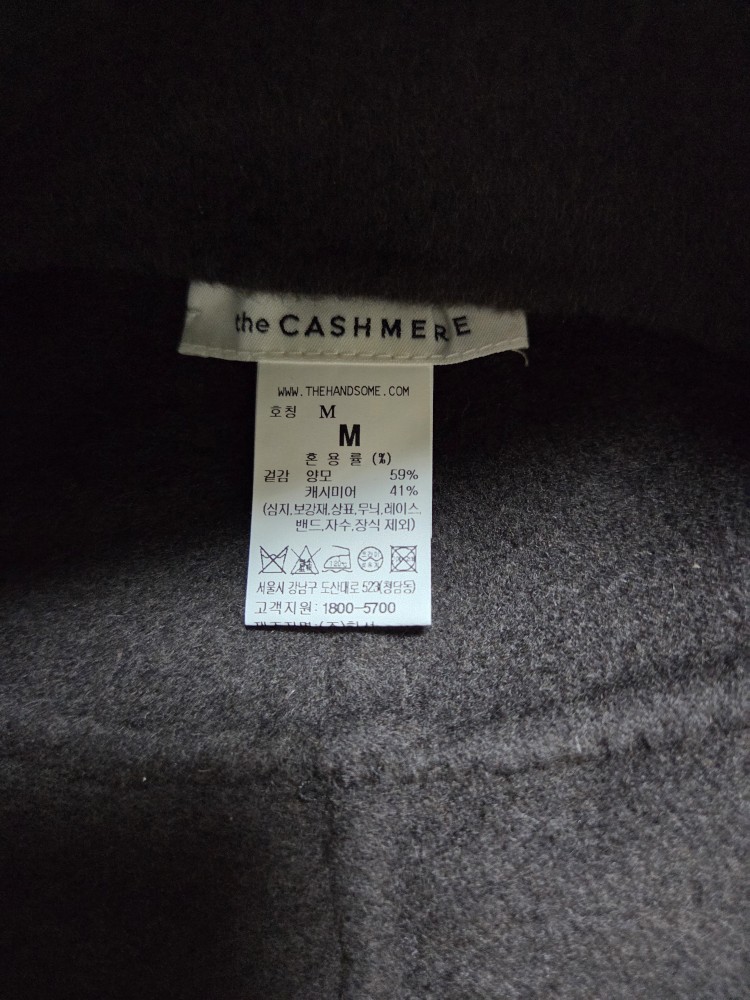 the CASHMERE
WWW.THEHANDSOME.COM
호칭 M
M
혼 용 률 (%)
겉감 양모 59%
캐시미어 41%
(심지,보강재,상표,무늬,레이스,
밴드,자수,장식 제외)
서울시 강남구 도산대로 523(청담동)
고객지원: 1800-5700